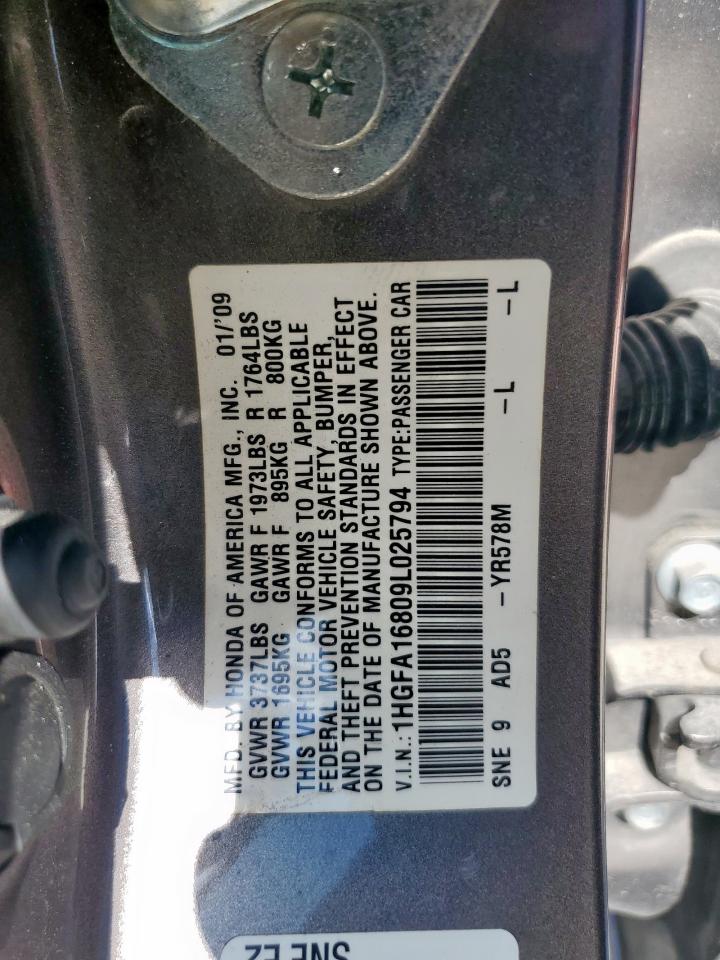 MFD. BY HONDA OF AMERICA MFG., INC. 01/'09
GVWR 3737LBS GAWR F 1973LBS R 1764LBS
GVWR 1695KG GAWR F 895KG R 800KG
THIS VEHICLE CONFORMS TO ALL APPLICABLE
FEDERAL MOTOR VEHICLE SAFETY, BUMPER,
AND THEFT PREVENTION STANDARDS IN EFFECT
ON THE DATE OF MANUFACTURE SHOWN ABOVE.
V.I.N.: 1HGFA16809L025794 TYPE:PASSENGER CAR
SNE 9 AD5 -YR578M -L -L